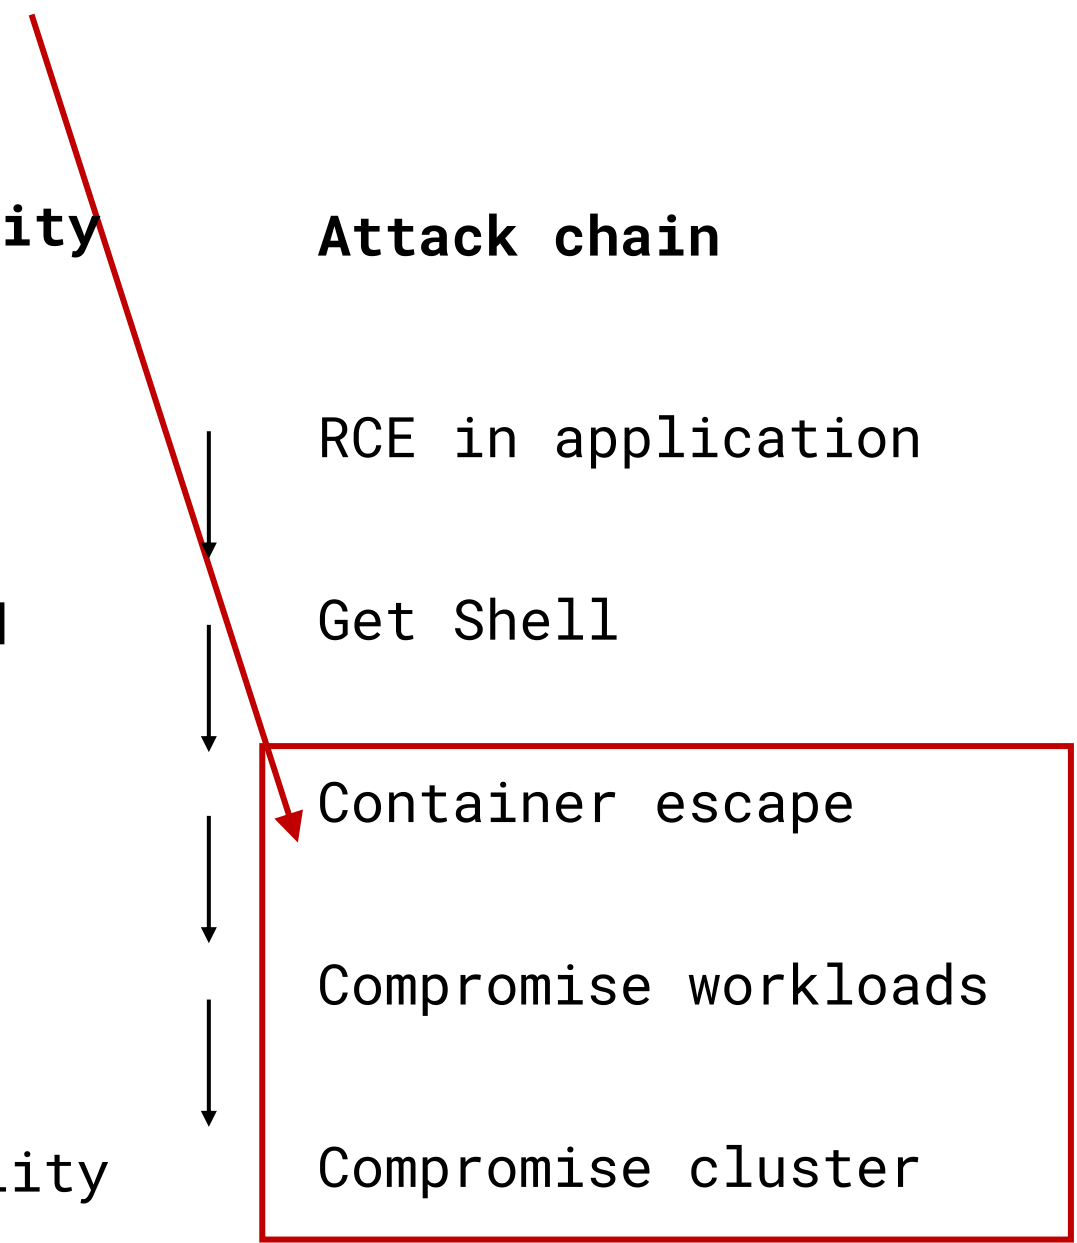 Attack chain
RCE in application
Get Shell
Container escape
Compromise workloads
Compromise cluster